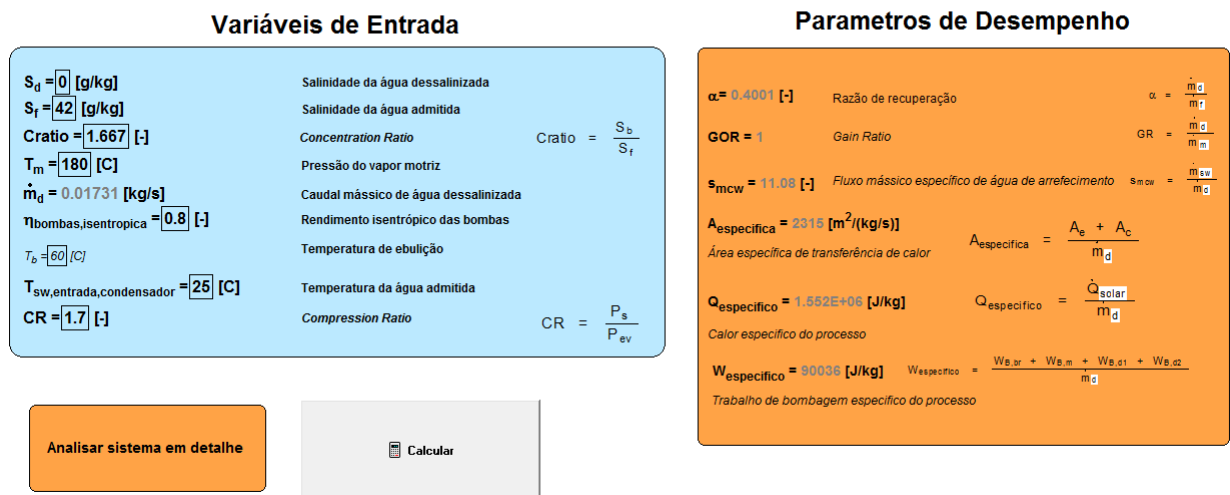 Variáveis de Entrada
S_d = 0 [g/kg] Salinidade da água dessalinizada
S_f = 42 [g/kg] Salinidade da água admitida
Cratio = 1.667 [-] Concentration Ratio Cratio = S_b / S_f
T_m = 180 [C] Pressão do vapor motriz
ṁ_d = 0.01731 [kg/s] Caudal mássico de água dessalinizada
η_bombas,isentropica = 0.8 [-] Rendimento isentrópico das bombas
T_b = 60 [C] Temperatura de ebulição
T_sw,entrada,condensador = 25 [C] Temperatura da água admitida
CR = 1.7 [-] Compression Ratio CR = P_s / P_ev
Analisar sistema em detalhe
Calcular
Parametros de Desempenho
α = 0.4001 [-] Razão de recuperação α = ṁ_d / m_f
GOR = 1 Gain Ratio GR = ṁ_d / m_m
s_mcw = 11.08 [-] Fluxo mássico específico de água de arrefecimento s_mcw = ṁ_sw / m_d
A_especifica = 2315 [m²/(kg/s)] A_especifica = A_e + A_c / m_d
Área específica de transferência de calor
Q_especifico = 1.552E+06 [J/kg] Q_especifico = Q̇_solar / m_d
Calor especifico do processo
W_especifico = 90036 [J/kg] W_especifico = W_B,br + W_B,m + W_B,d1 + W_B,d2 / m_d
Trabalho de bombagem especifico do processo